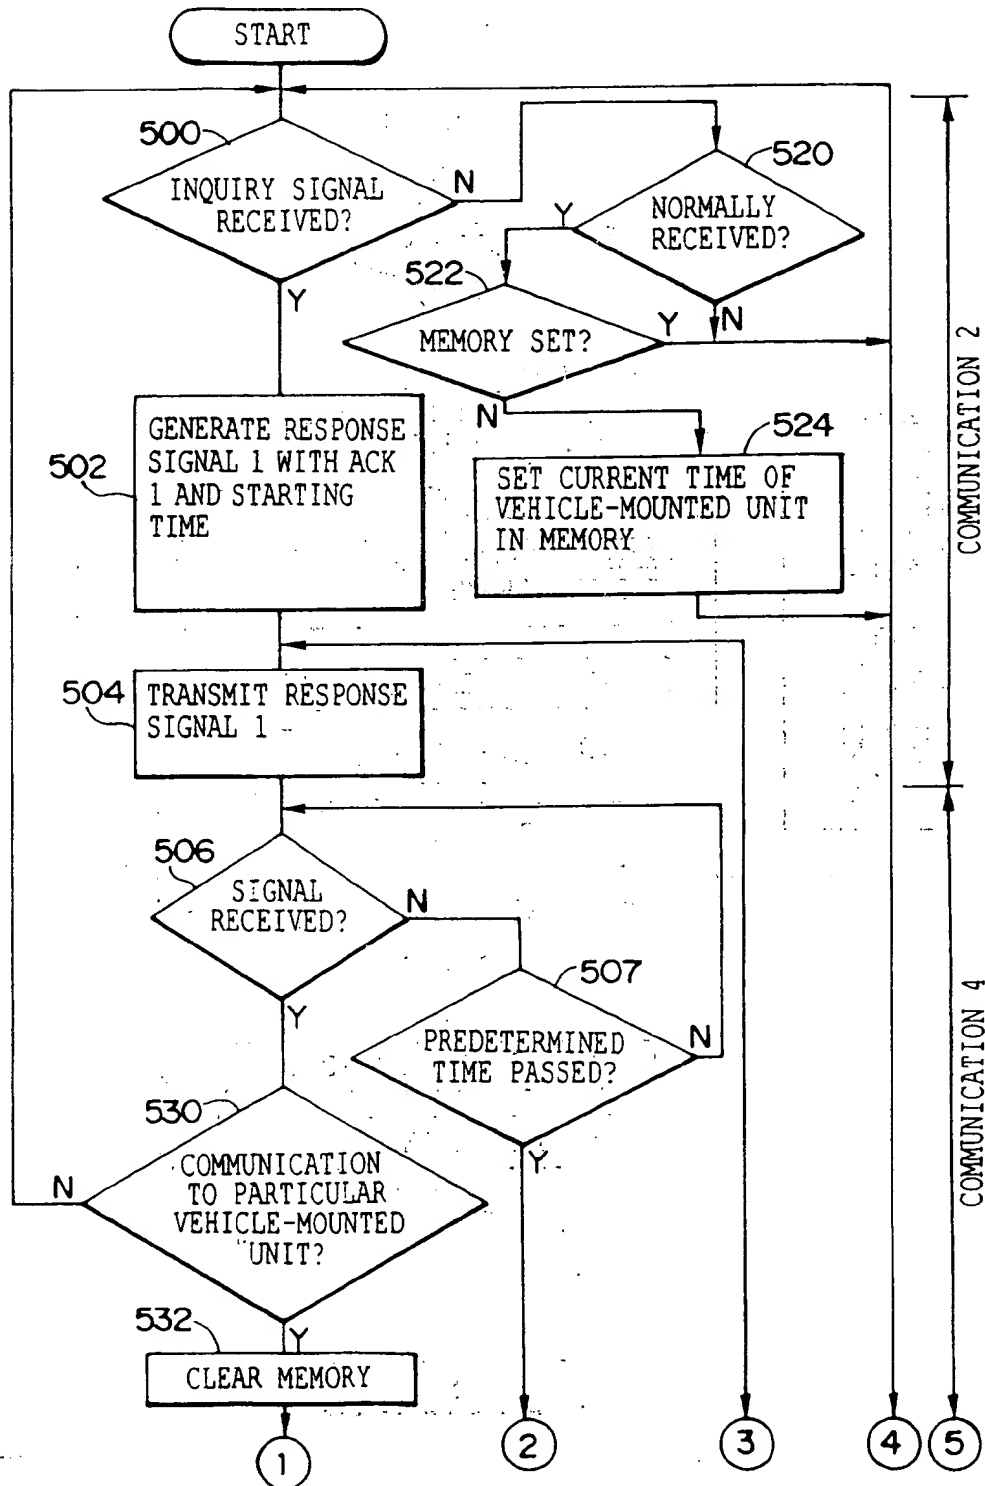 START
500
INQUIRY SIGNAL
RECEIVED?
N
Y
520
NORMALLY
RECEIVED?
Y
N
522
MEMORY SET?
Y
N
502
GENERATE RESPONSE
SIGNAL 1 WITH ACK
1 AND STARTING
TIME
524
SET CURRENT TIME OF
VEHICLE-MOUNTED UNIT
IN MEMORY
COMMUNICATION 2
504
TRANSMIT RESPONSE
SIGNAL 1
506
SIGNAL
RECEIVED?
N
Y
507
PREDETERMINED
TIME PASSED?
N
Y
530
COMMUNICATION
TO PARTICULAR
VEHICLE-MOUNTED
UNIT?
N
Y
COMMUNICATION 4
532
CLEAR MEMORY
1
2
3
4
5